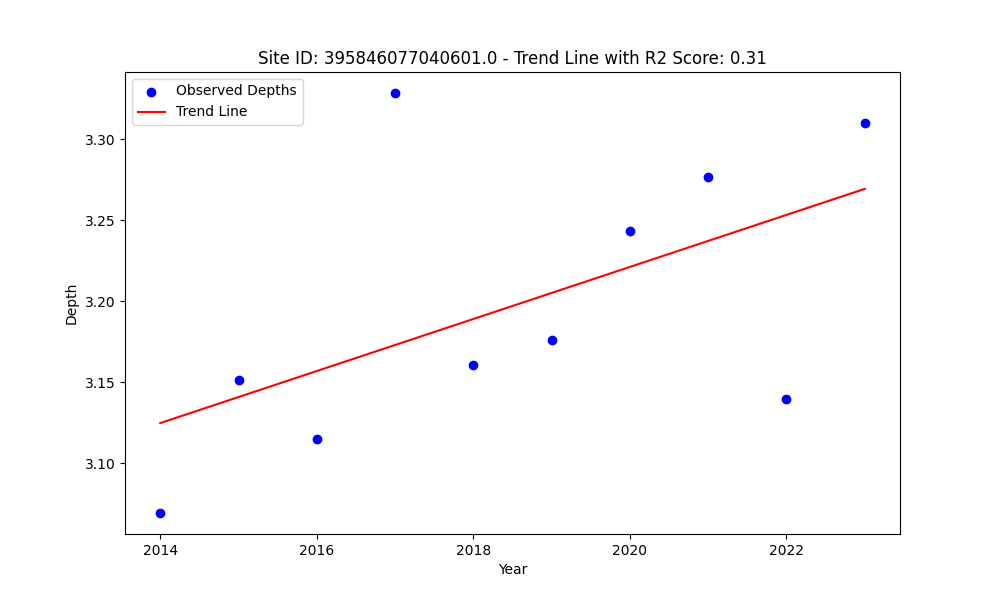 Site ID: 395846077040601.0 - Trend Line with R2 Score: 0.31
Observed Depths
Trend Line
3.30
3.25
3.20
3.15
3.10
Depth
2014
2016
2018
2020
2022
Year